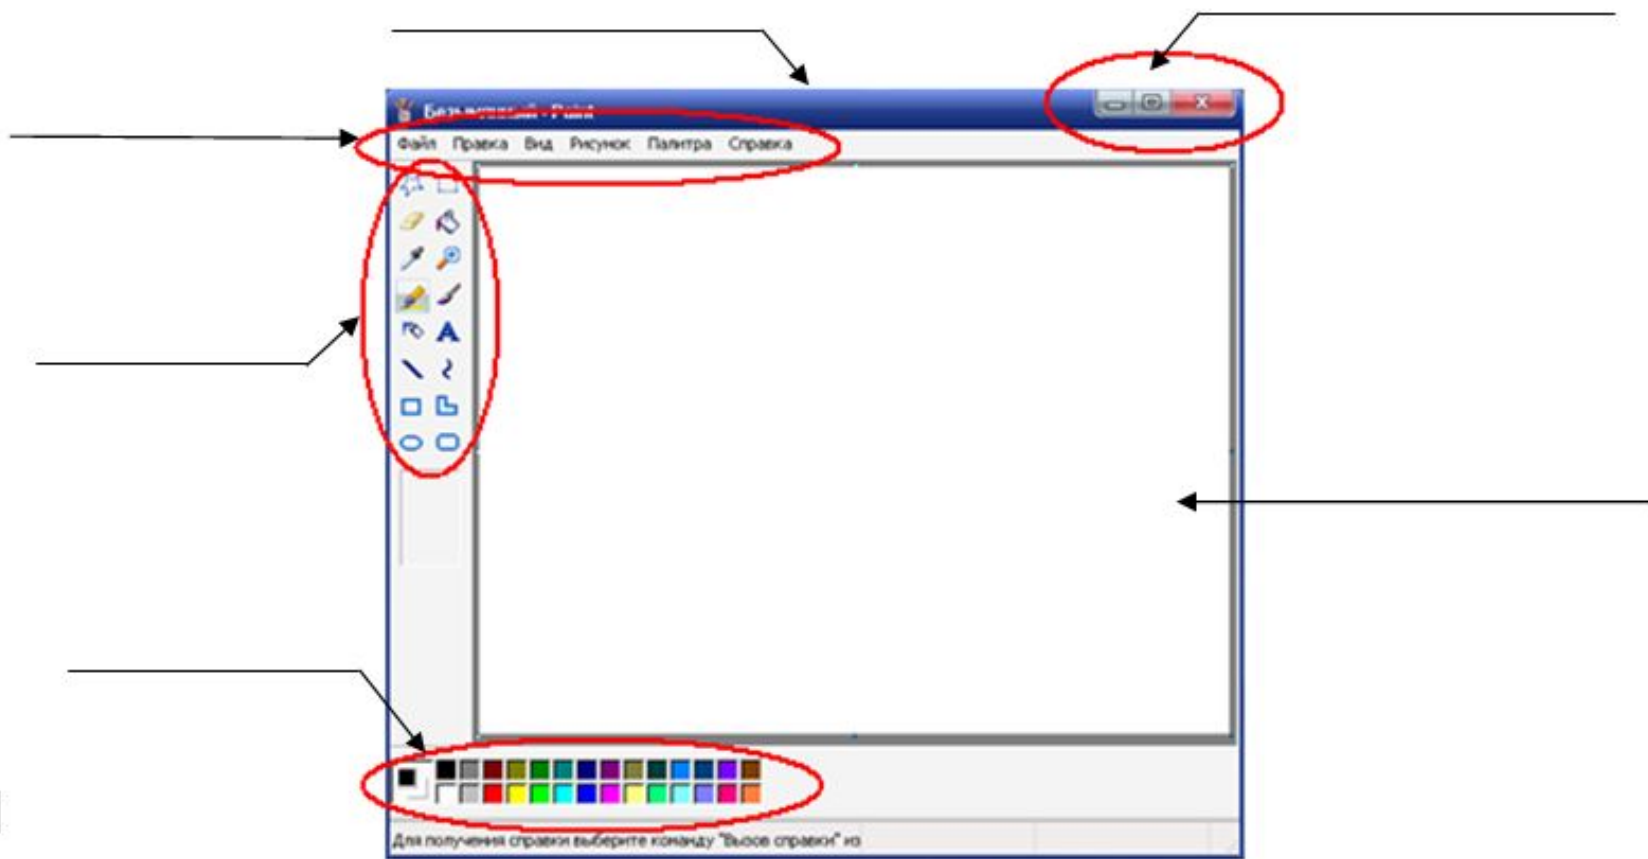 Безымянный - Paint
Файл Правка Вид Рисунок Палитра Справка
A
Для получения справки выберите команду "Вызов справки" из